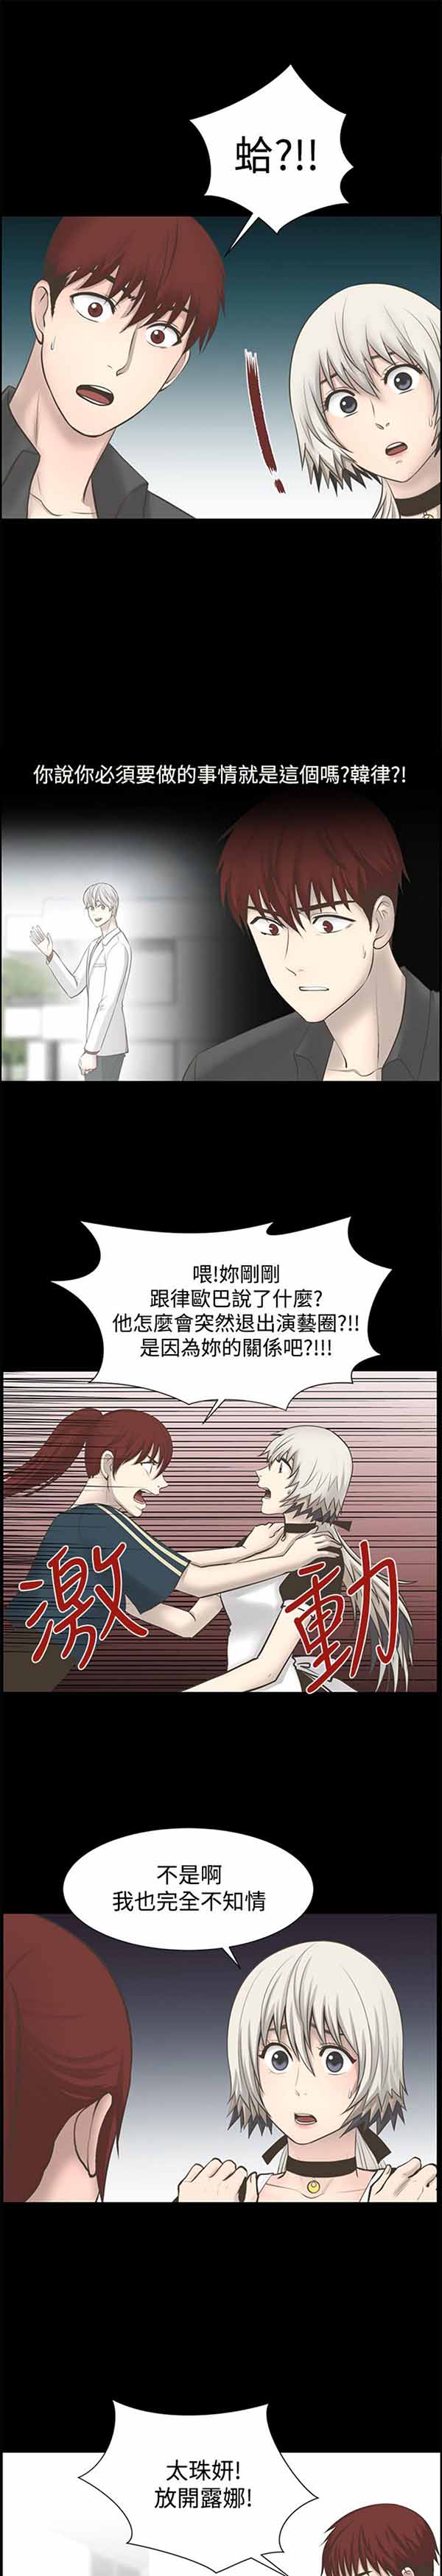 蛤?!!
你說你必須要做的事情就是這個嗎?韓律?!
喂!妳剛剛
跟律歐巴說了什麼?
他怎麼會突然退出演藝圈?!!
是因為妳的關係吧?!!!
激動
不是啊
我也完全不知情
太珠妍!
放開露娜!